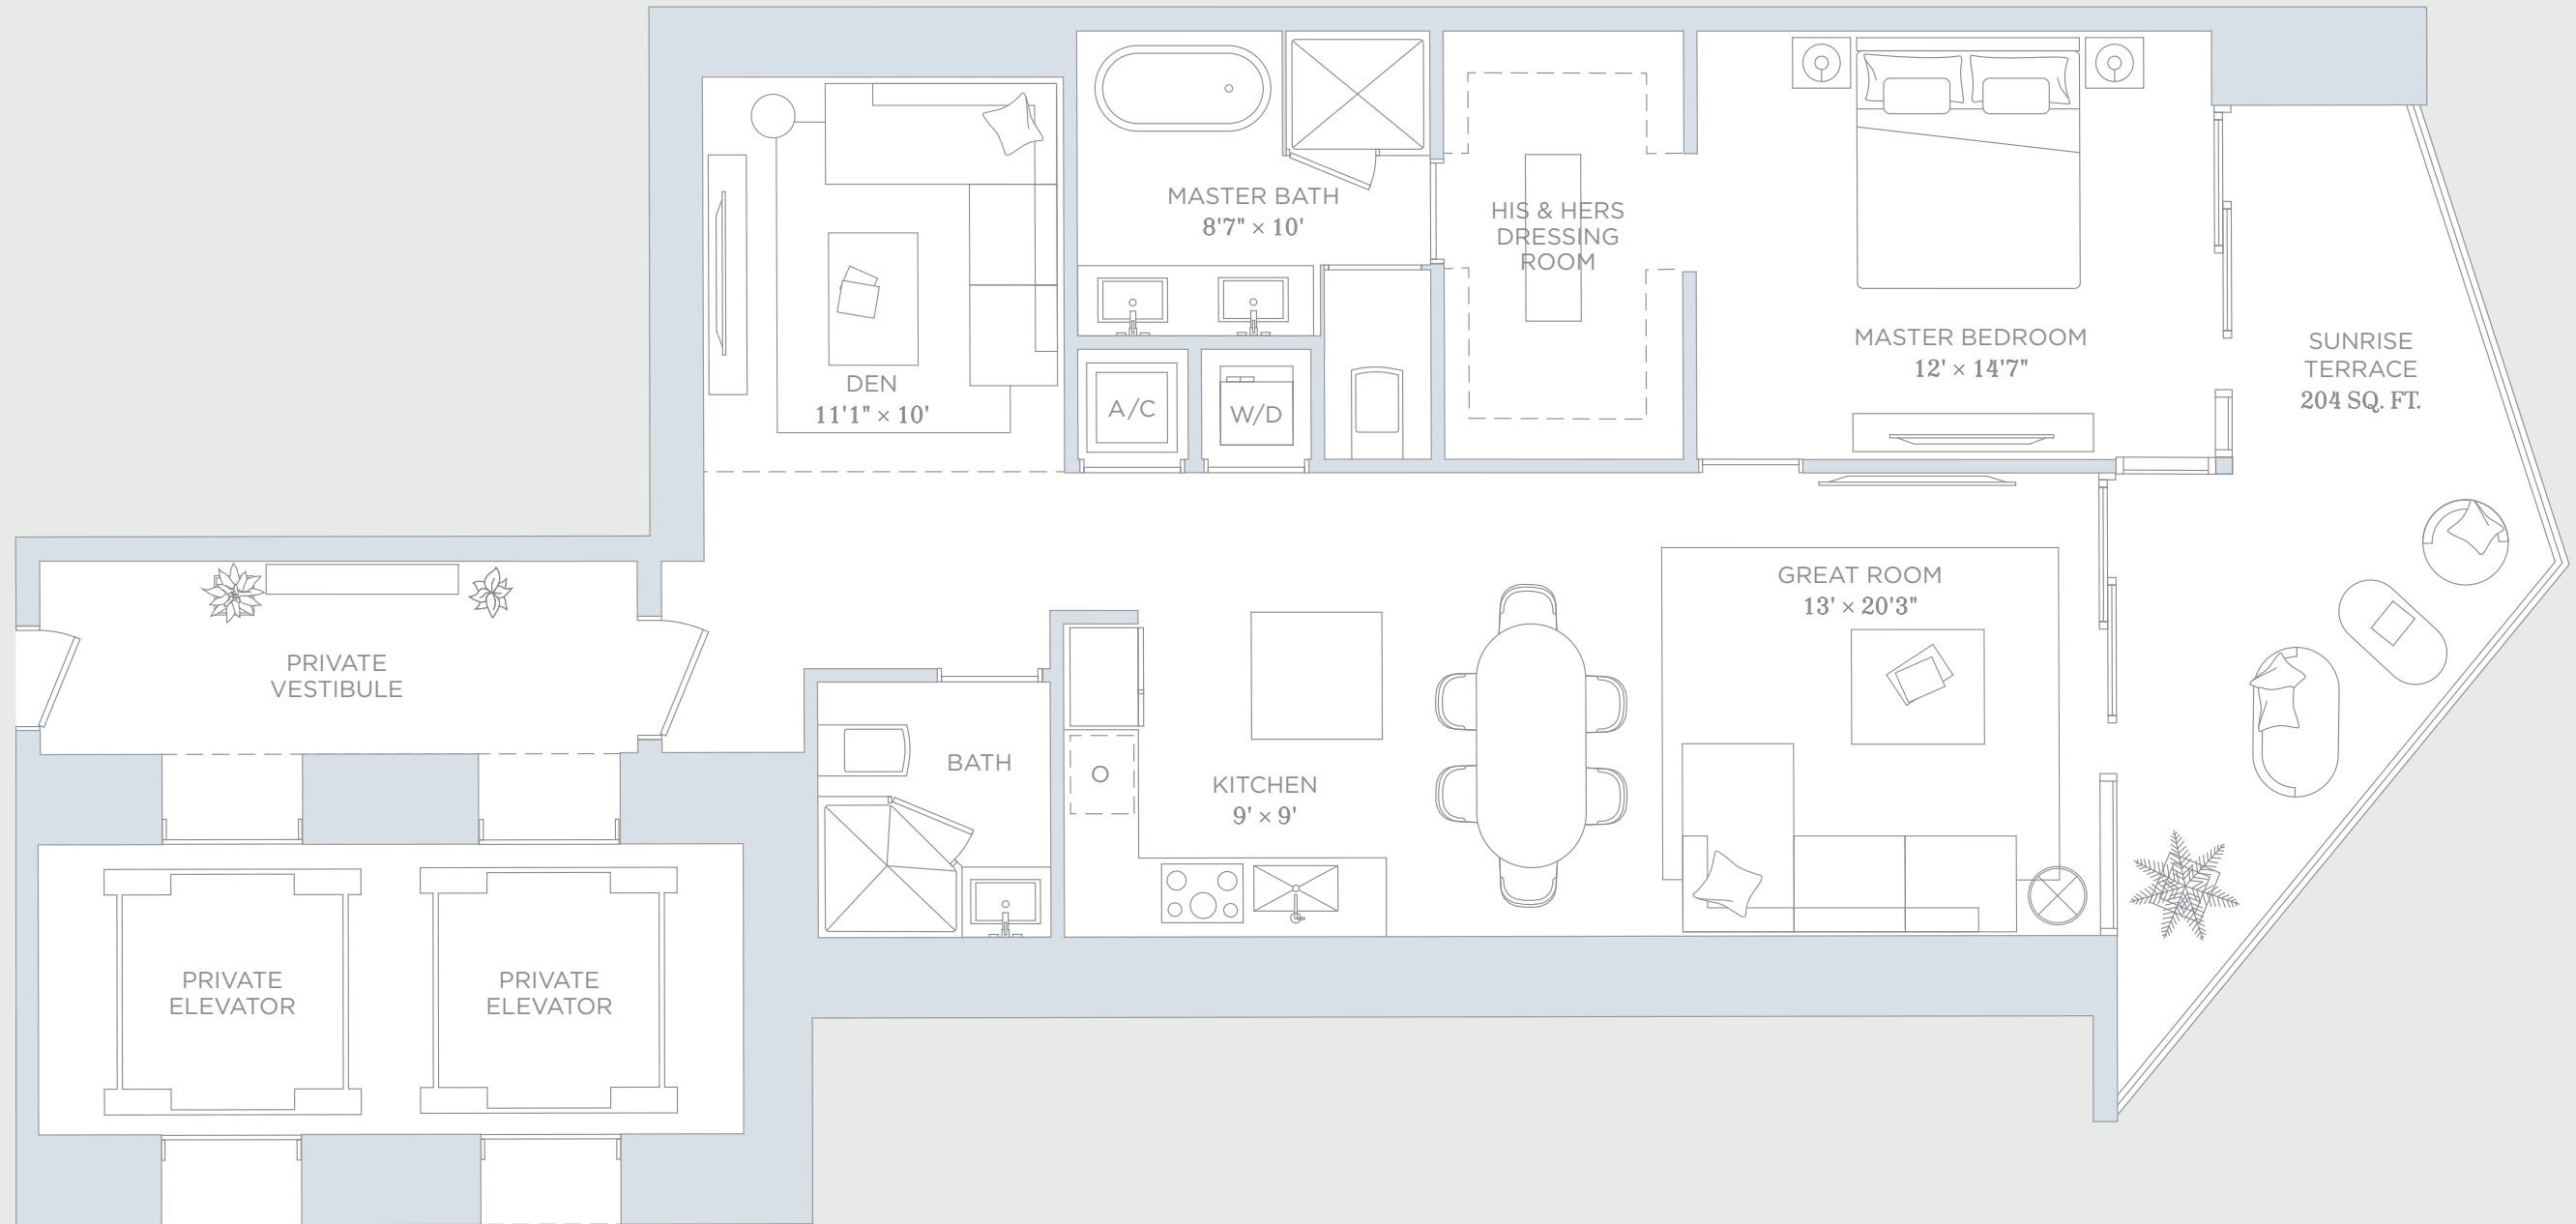 MASTER BATH
8'7" × 10'
HIS & HERS
DRESSING
ROOM
MASTER BEDROOM
12' × 14'7"
SUNRISE
TERRACE
204 SQ. FT.
DEN
11'1" × 10'
A/C
W/D
GREAT ROOM
13' × 20'3"
PRIVATE
VESTIBULE
BATH
KITCHEN
9' × 9'
PRIVATE
ELEVATOR
PRIVATE
ELEVATOR